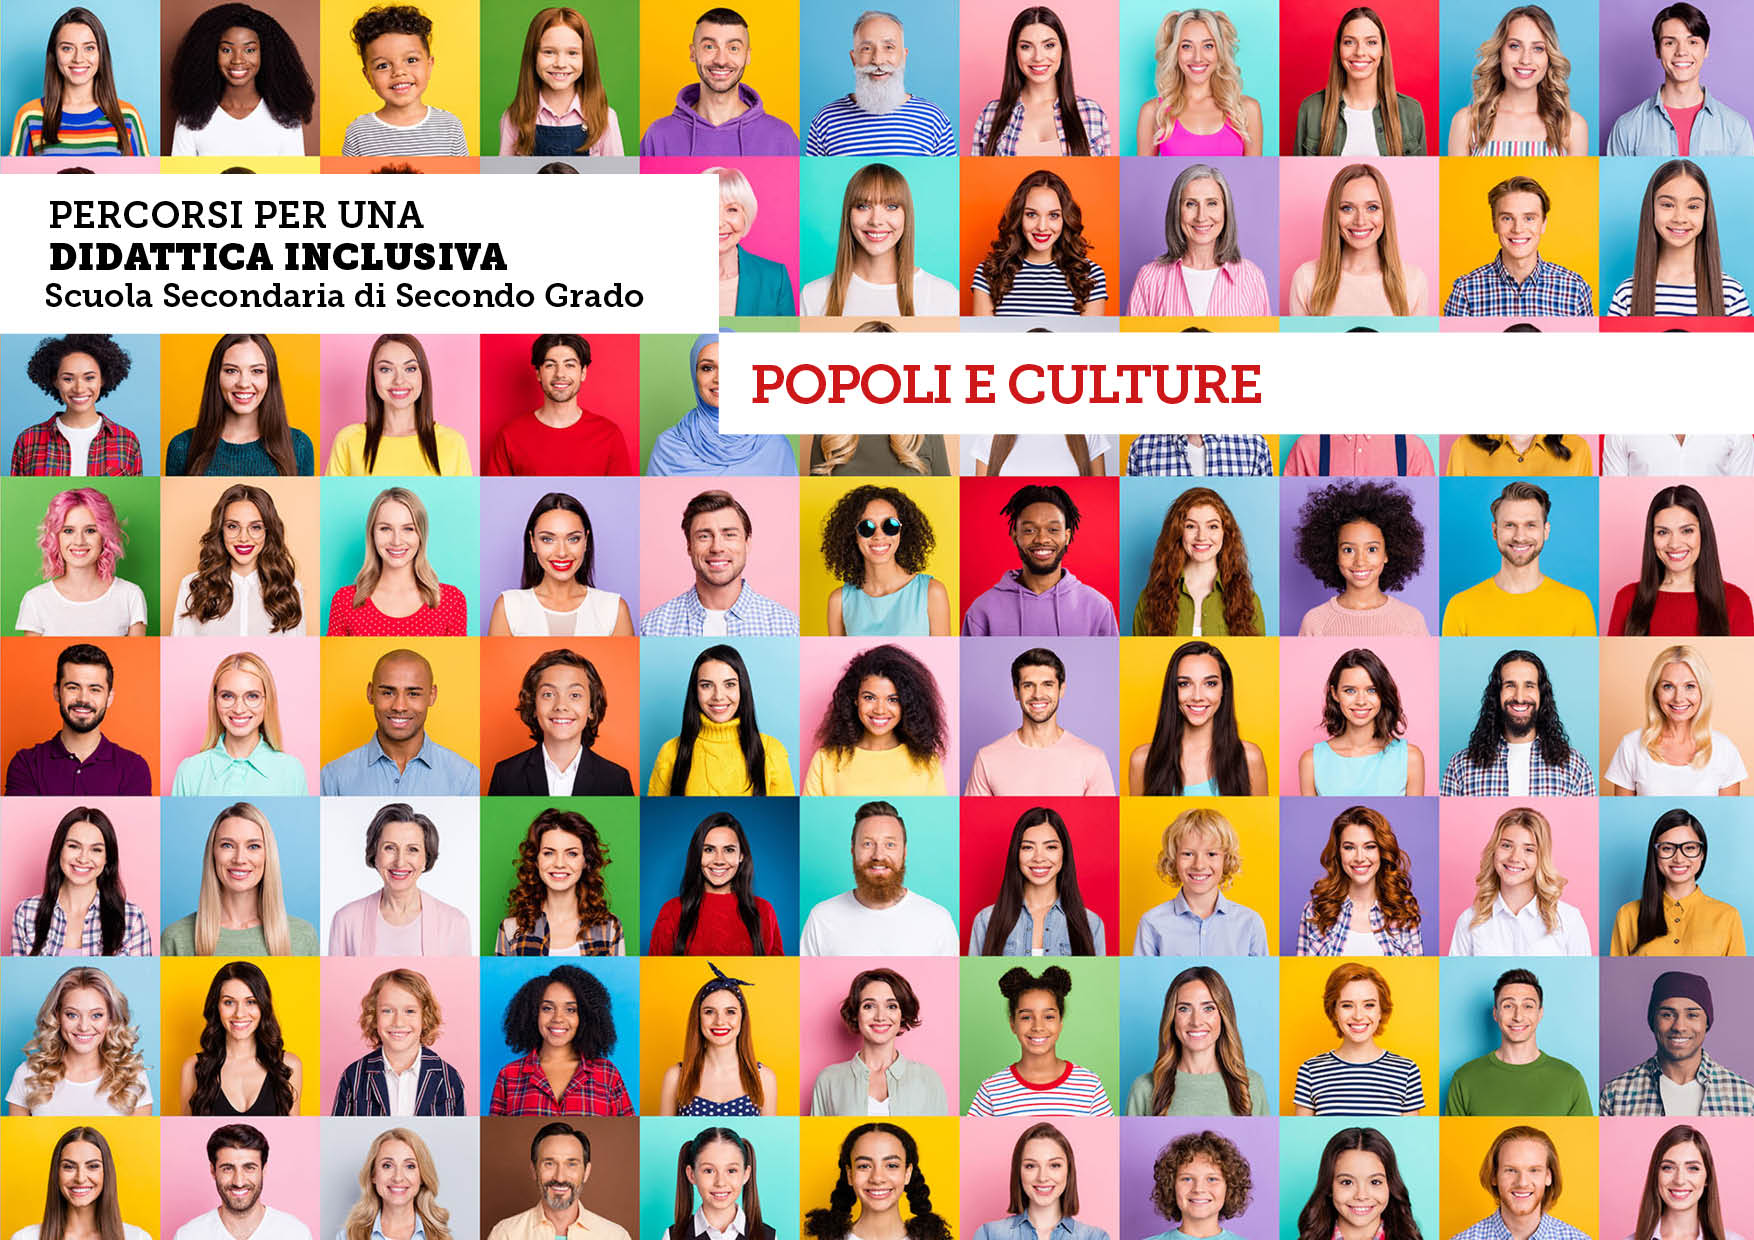 PERCORSI PER UNA
DIDATTICA INCLUSIVA
Scuola Secondaria di Secondo Grado
POPOLI E CULTURE